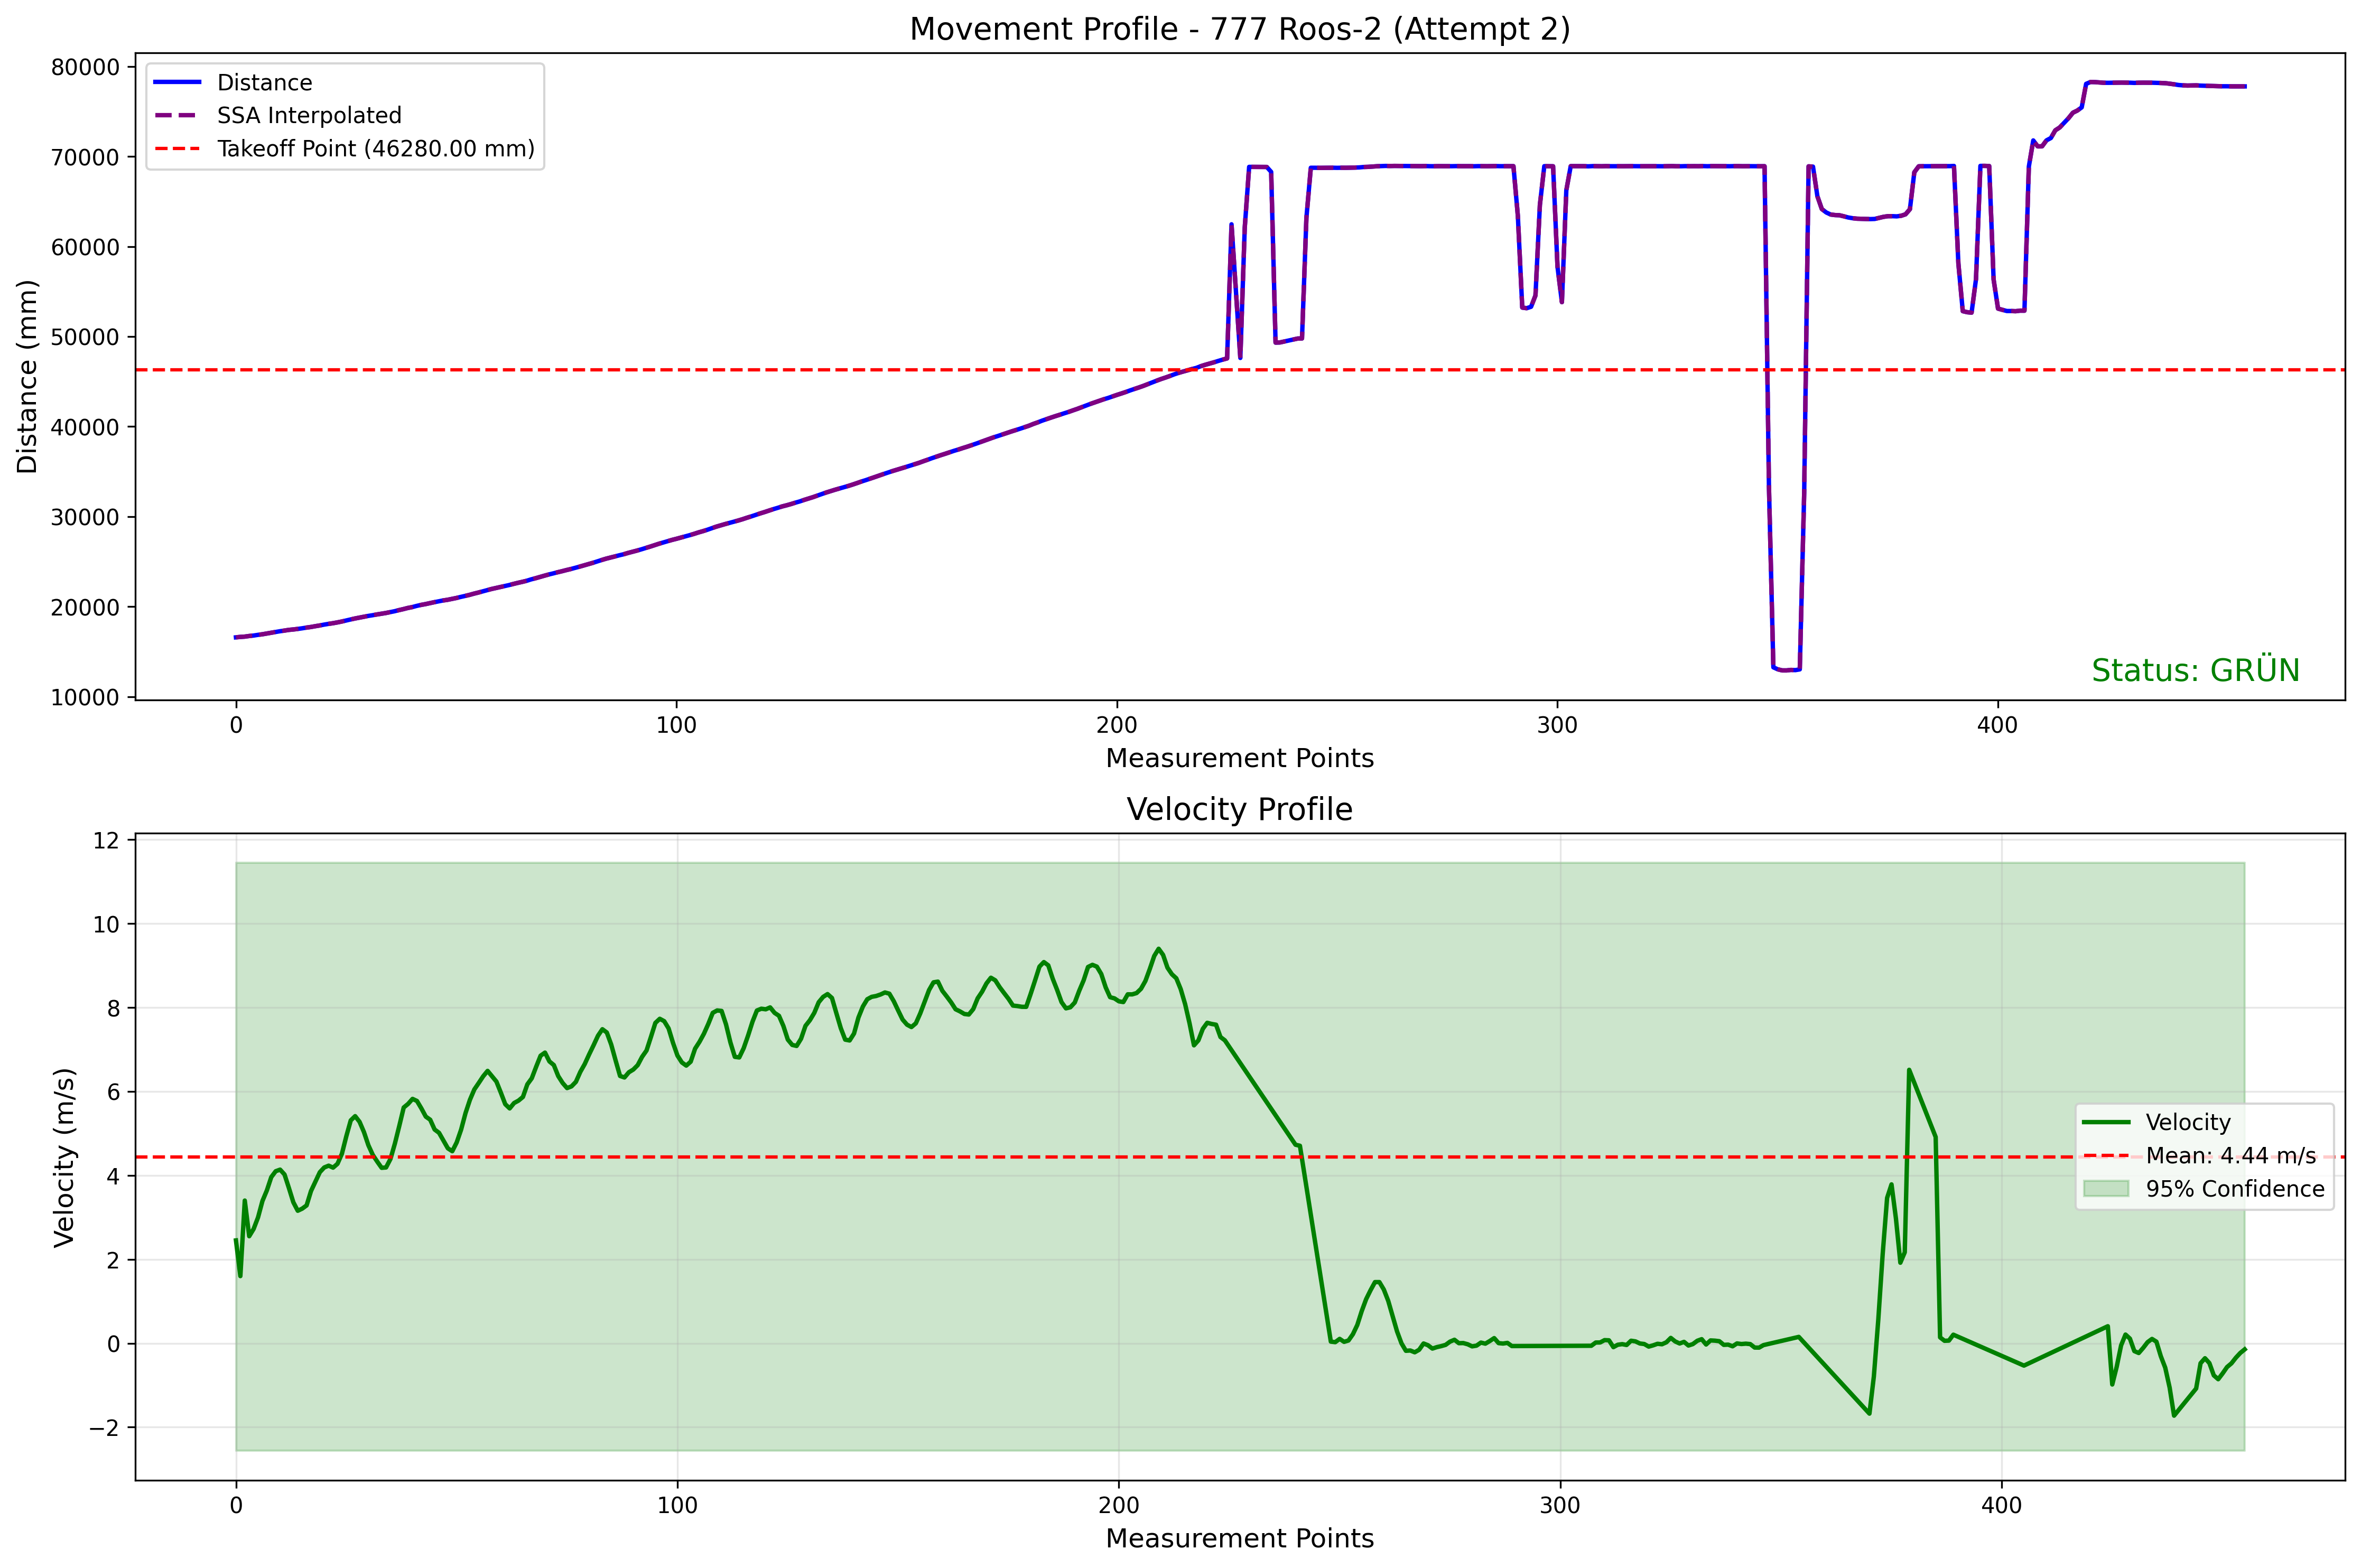 Movement Profile - 777 Roos-2 (Attempt 2)
Distance (mm)
80000
70000
60000
50000
40000
30000
20000
10000
Distance
SSA Interpolated
Takeoff Point (46280.00 mm)
Status: GRÜN
0 100 200 300 400
Measurement Points
Velocity Profile
Velocity (m/s)
12
10
8
6
4
2
0
−2
Velocity
Mean: 4.44 m/s
95% Confidence
0 100 200 300 400
Measurement Points